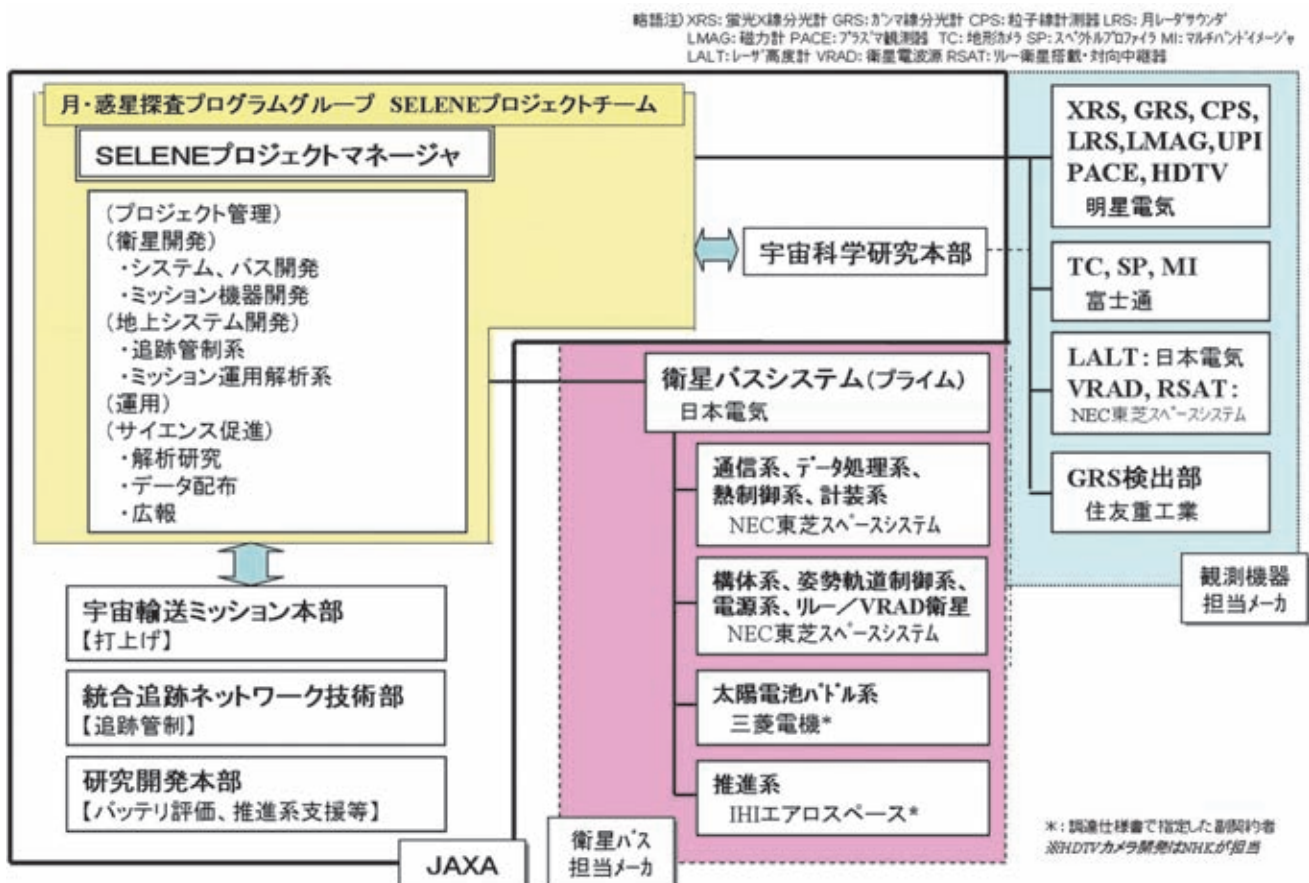 略語注) XRS: 蛍光X線分光計 GRS: ガンマ線分光計 CPS: 粒子線計測器 LRS: 月レーダサウンダ
LMAG: 磁力計 PACE: プラズマ観測器 TC: 地形カメラ SP: スペクトルプロファイラ MI: マルチバンドイメージャ
LALT: レーザ高度計 VRAD: 衛星電波源 RSAT: リレー衛星搭載・対向中継器
月・惑星探査プログラムグループ SELENEプロジェクトチーム
SELENEプロジェクトマネージャ
(プロジェクト管理)
(衛星開発)
・システム、バス開発
・ミッション機器開発
(地上システム開発)
・追跡管制系
・ミッション運用解析系
(運用)
(サイエンス促進)
・解析研究
・データ配布
・広報
宇宙輸送ミッション本部
【打上げ】
統合追跡ネットワーク技術部
【追跡管制】
研究開発本部
【バッテリ評価、推進系支援等】
JAXA
宇宙科学研究本部
衛星バスシステム(プライム)
日本電気
通信系、データ処理系、
熱制御系、計装系
NEC東芝スペースシステム
構体系、姿勢軌道制御系、
電源系、リレー/VRAD衛星
NEC東芝スペースシステム
太陽電池パドル系
三菱電機*
推進系
IHIエアロスペース*
衛星バス
担当メーカ
XRS, GRS, CPS,
LRS,LMAG,UPI
PACE, HDTV
明星電気
TC, SP, MI
富士通
LALT: 日本電気
VRAD, RSAT:
NEC東芝スペースシステム
GRS検出部
住友重工業
観測機器
担当メーカ
*: 調達仕様書で指定した副契約者
※HDTVカメラ開発はNHKが担当